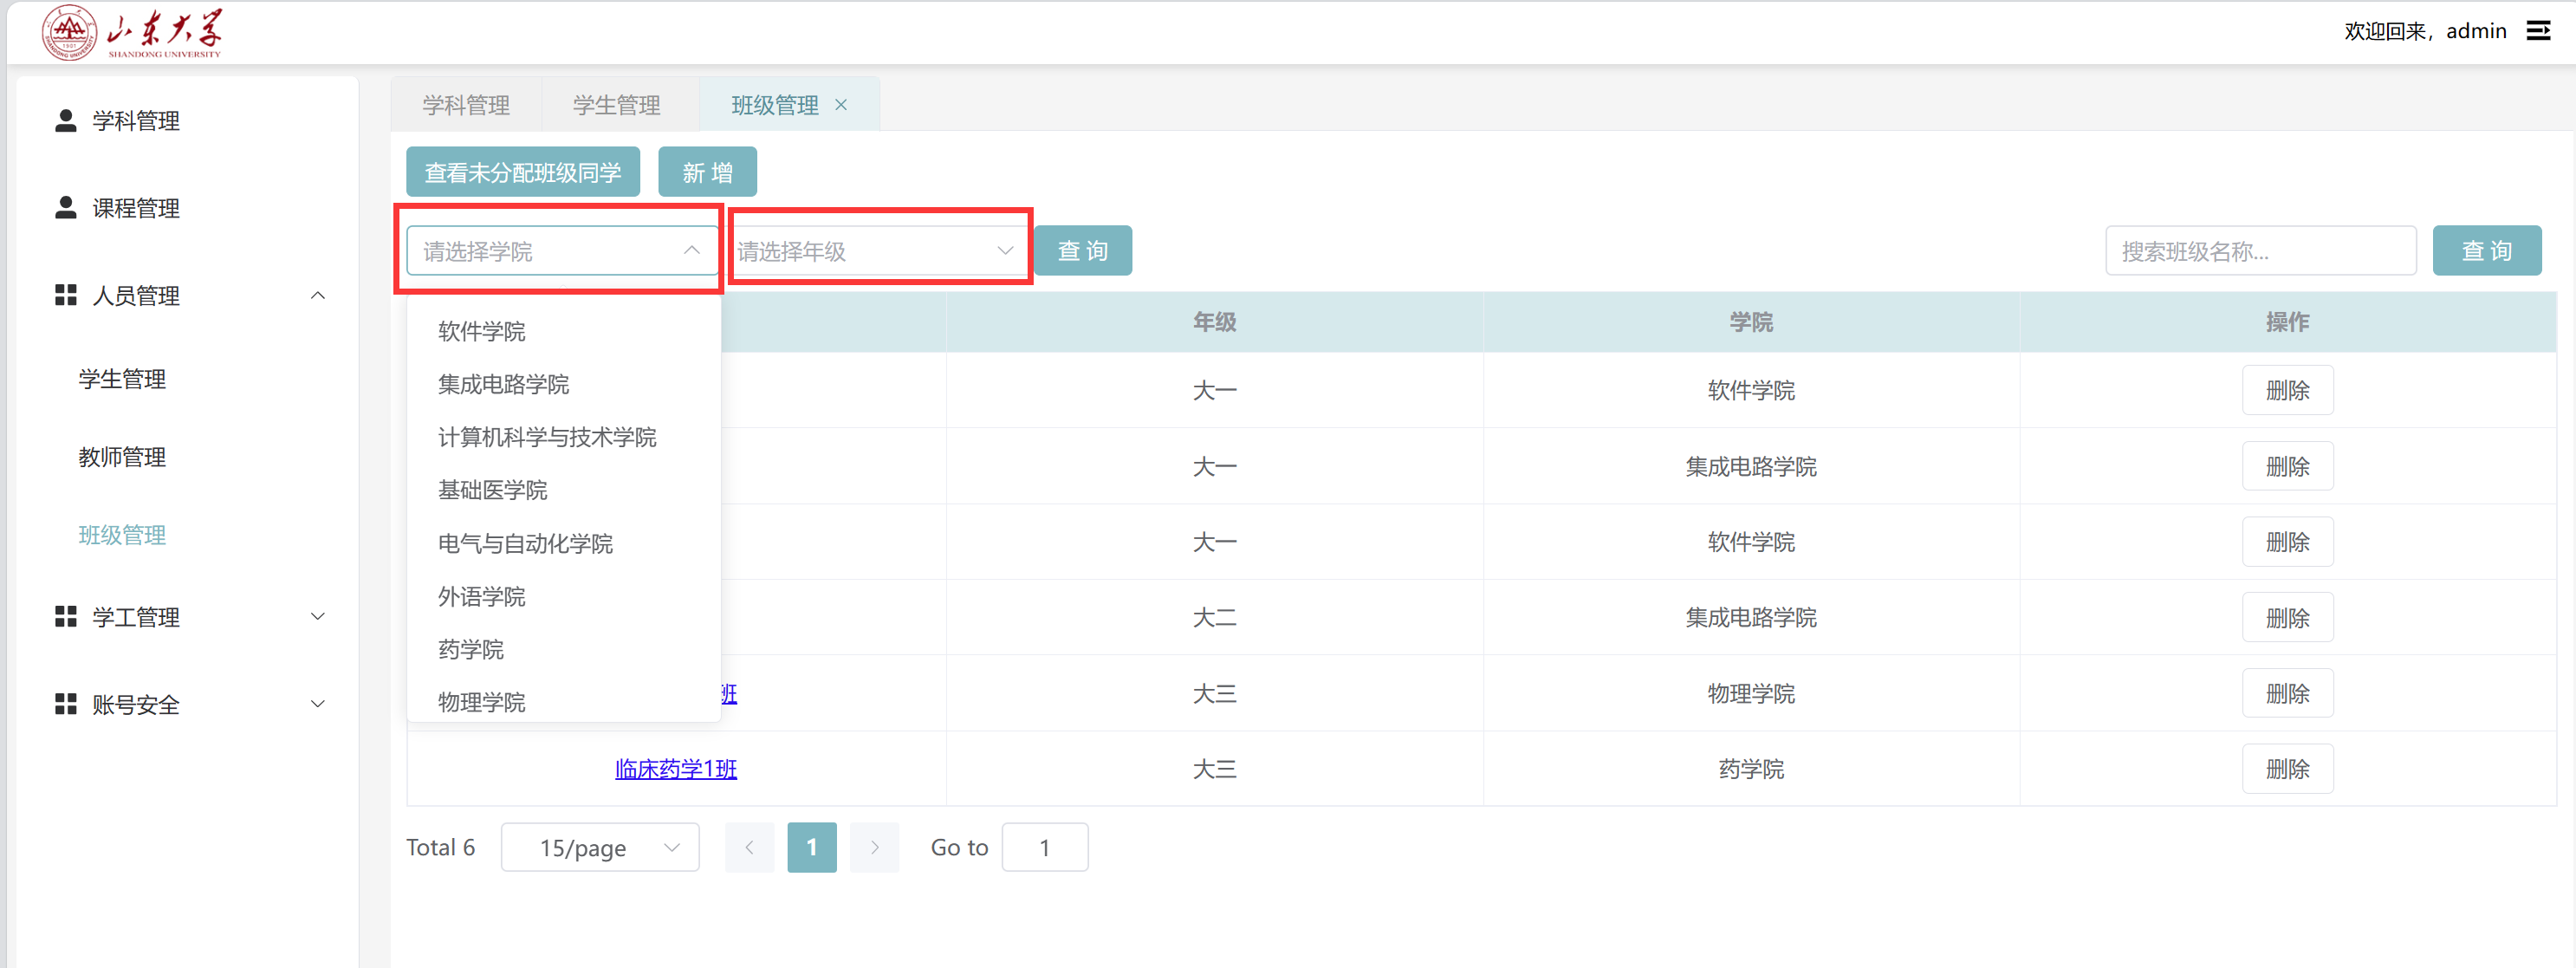 山东大学
SHANDONG UNIVERSITY
1901
欢迎回来，admin
学科管理
课程管理
人员管理
学生管理
教师管理
班级管理
学工管理
账号安全
学科管理 学生管理 班级管理
查看未分配班级同学 新 增
请选择学院 请选择年级 查 询 搜索班级名称... 查 询
软件学院
集成电路学院
计算机科学与技术学院
基础医学院
电气与自动化学院
外语学院
药学院
物理学院
年级 学院 操作
大一 软件学院 删除
大一 集成电路学院 删除
大一 软件学院 删除
大二 集成电路学院 删除
班 大三 物理学院 删除
临床药学1班 大三 药学院 删除
Total 6 15/page 1 Go to 1